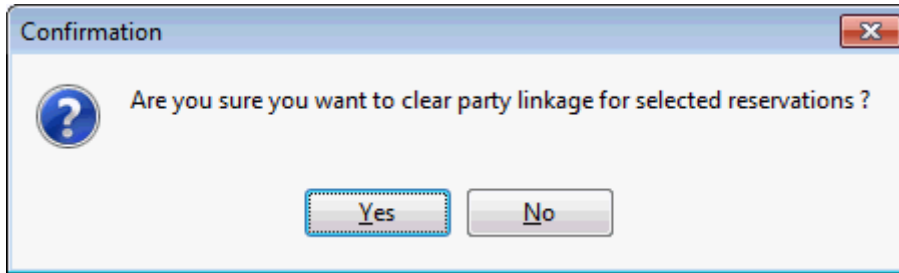 Confirmation
Are you sure you want to clear party linkage for selected reservations ?
Yes No